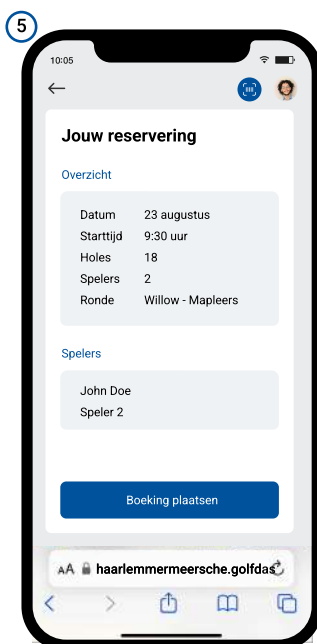 5
10:05
Jouw reservering
Overzicht
Datum 23 augustus
Starttijd 9:30 uur
Holes 18
Spelers 2
Ronde Willow - Mapleers
Spelers
John Doe
Speler 2
Boeking plaatsen
AA haarlemmermeersche.golfdas